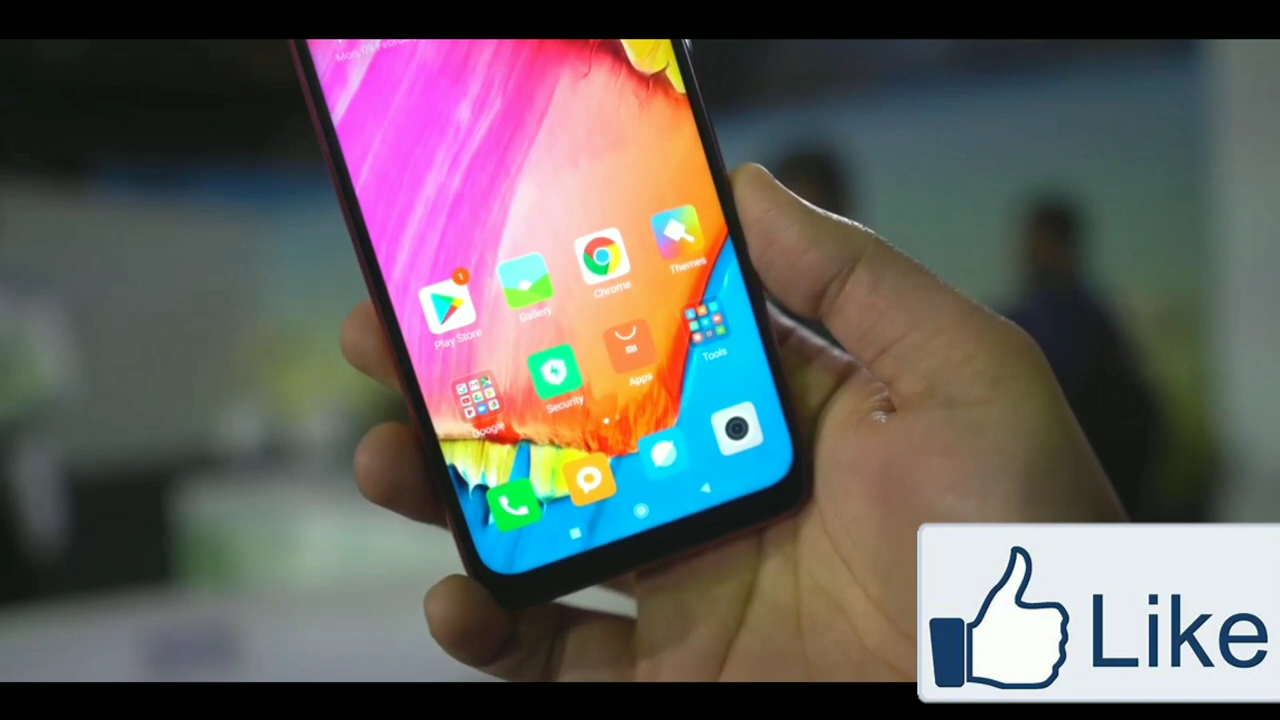 Play Store
Gallery
Chrome
Themes
Google
Security
Apps
Tools
Like